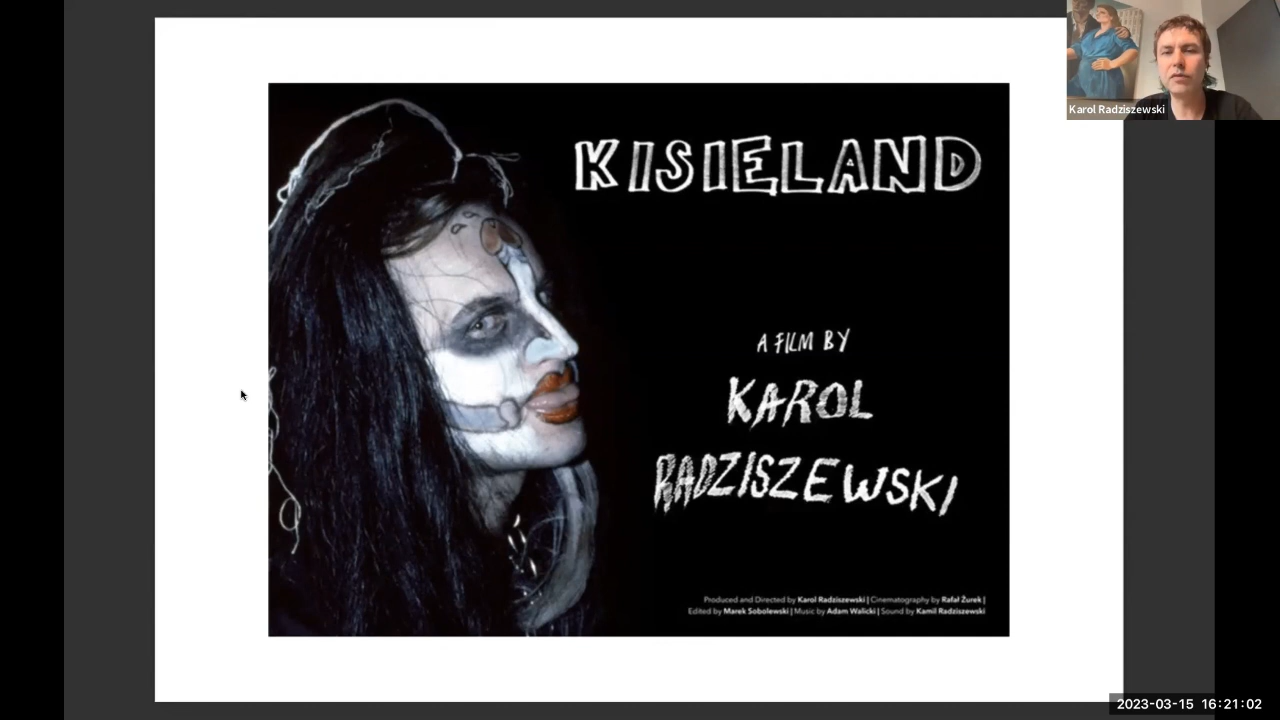 Karol Radziszewski
KISIELAND
A FILM BY
KAROL
RADZISZEWSKI
Produced and Directed by Karol Radziszewski | Cinematography by Rafał Żurek |
Edited by Marek Sobolewski | Music by Adam Walicki | Sound by Kamil Radziszewski
2023-03-15 16:21:02